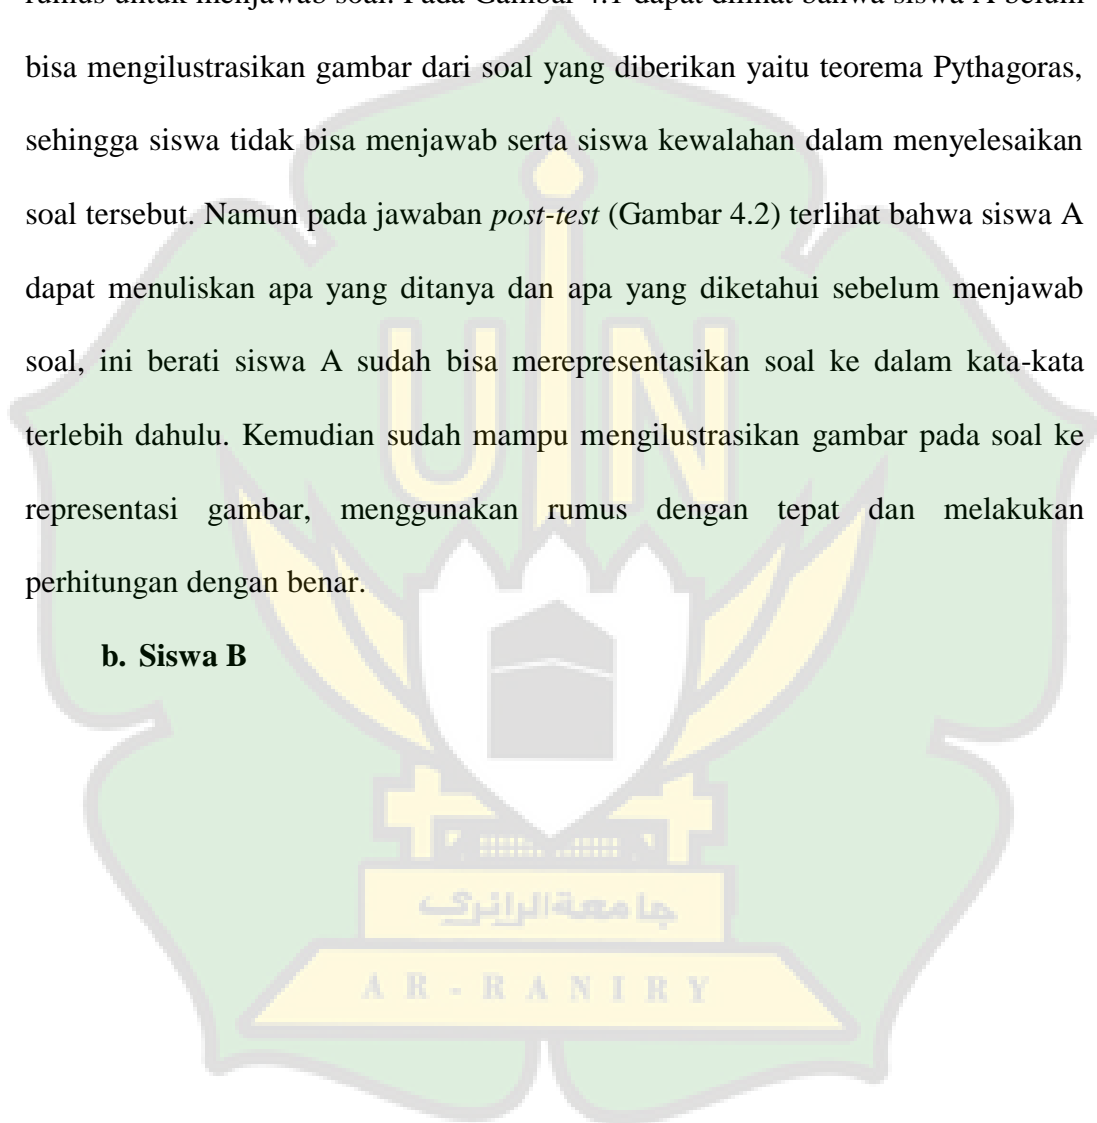 rumus untuk menjawab soal. Pada Gambar 4.1 dapat dilihat bahwa siswa A belum
bisa mengilustrasikan gambar dari soal yang diberikan yaitu teorema Pythagoras,
sehingga siswa tidak bisa menjawab serta siswa kewalahan dalam menyelesaikan
soal tersebut. Namun pada jawaban post-test (Gambar 4.2) terlihat bahwa siswa A
dapat menuliskan apa yang ditanya dan apa yang diketahui sebelum menjawab
soal, ini berati siswa A sudah bisa merepresentasikan soal ke dalam kata-kata
terlebih dahulu. Kemudian sudah mampu mengilustrasikan gambar pada soal ke
representasi gambar, menggunakan rumus dengan tepat dan melakukan
perhitungan dengan benar.
b. Siswa B
UIN
جامعة الرانري
AR-RANIRY